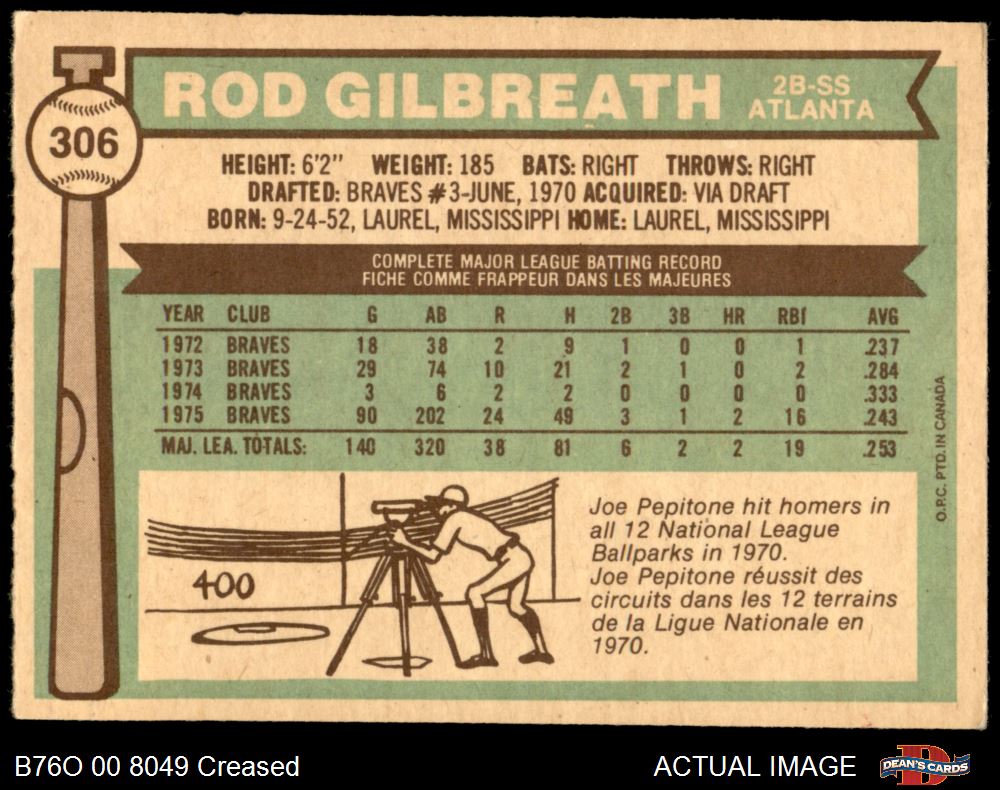 306
ROD GILBREATH
2B-SS
ATLANTA
HEIGHT: 6'2" WEIGHT: 185 BATS: RIGHT THROWS: RIGHT
DRAFTED: BRAVES #3-JUNE, 1970 ACQUIRED: VIA DRAFT
BORN: 9-24-52, LAUREL, MISSISSIPPI HOME: LAUREL, MISSISSIPPI
COMPLETE MAJOR LEAGUE BATTING RECORD
FICHE COMME FRAPPEUR DANS LES MAJEURES
YEAR CLUB G AB R H 2B 3B HR RBI AVG
1972 BRAVES 18 38 2 9 1 0 0 1 .237
1973 BRAVES 29 74 10 21 2 1 0 2 .284
1974 BRAVES 3 6 2 2 0 0 0 0 .333
1975 BRAVES 90 202 24 49 3 1 2 16 .243
MAJ. LEA. TOTALS: 140 320 38 81 6 2 2 19 .253
O.P.C. PTD. IN CANADA
400
Joe Pepitone hit homers in
all 12 National League
Ballparks in 1970.
Joe Pepitone réussit des
circuits dans les 12 terrains
de la Ligue Nationale en
1970.
B76O 00 8049 Creased
ACTUAL IMAGE
DEAN'S CARDS